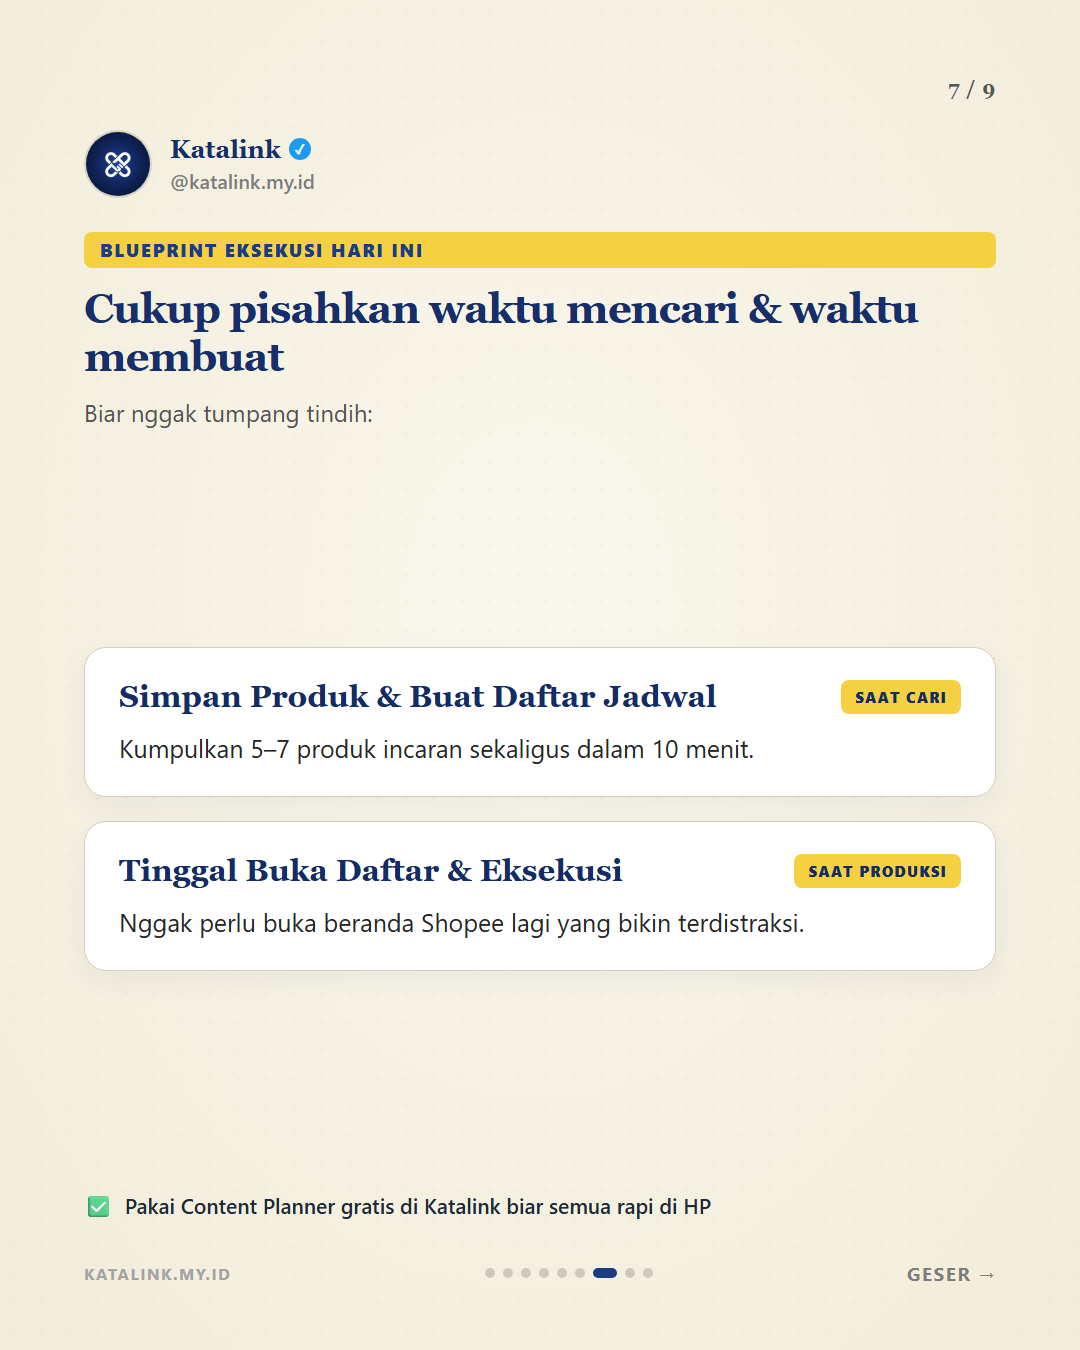 7 / 9
Katalink
@katalink.my.id
BLUEPRINT EKSEKUSI HARI INI
Cukup pisahkan waktu mencari & waktu
membuat
Biar nggak tumpang tindih:
Simpan Produk & Buat Daftar Jadwal
SAAT CARI
Kumpulkan 5–7 produk incaran sekaligus dalam 10 menit.
Tinggal Buka Daftar & Eksekusi
SAAT PRODUKSI
Nggak perlu buka beranda Shopee lagi yang bikin terdistraksi.
✅ Pakai Content Planner gratis di Katalink biar semua rapi di HP
KATALINK.MY.ID
GESER →